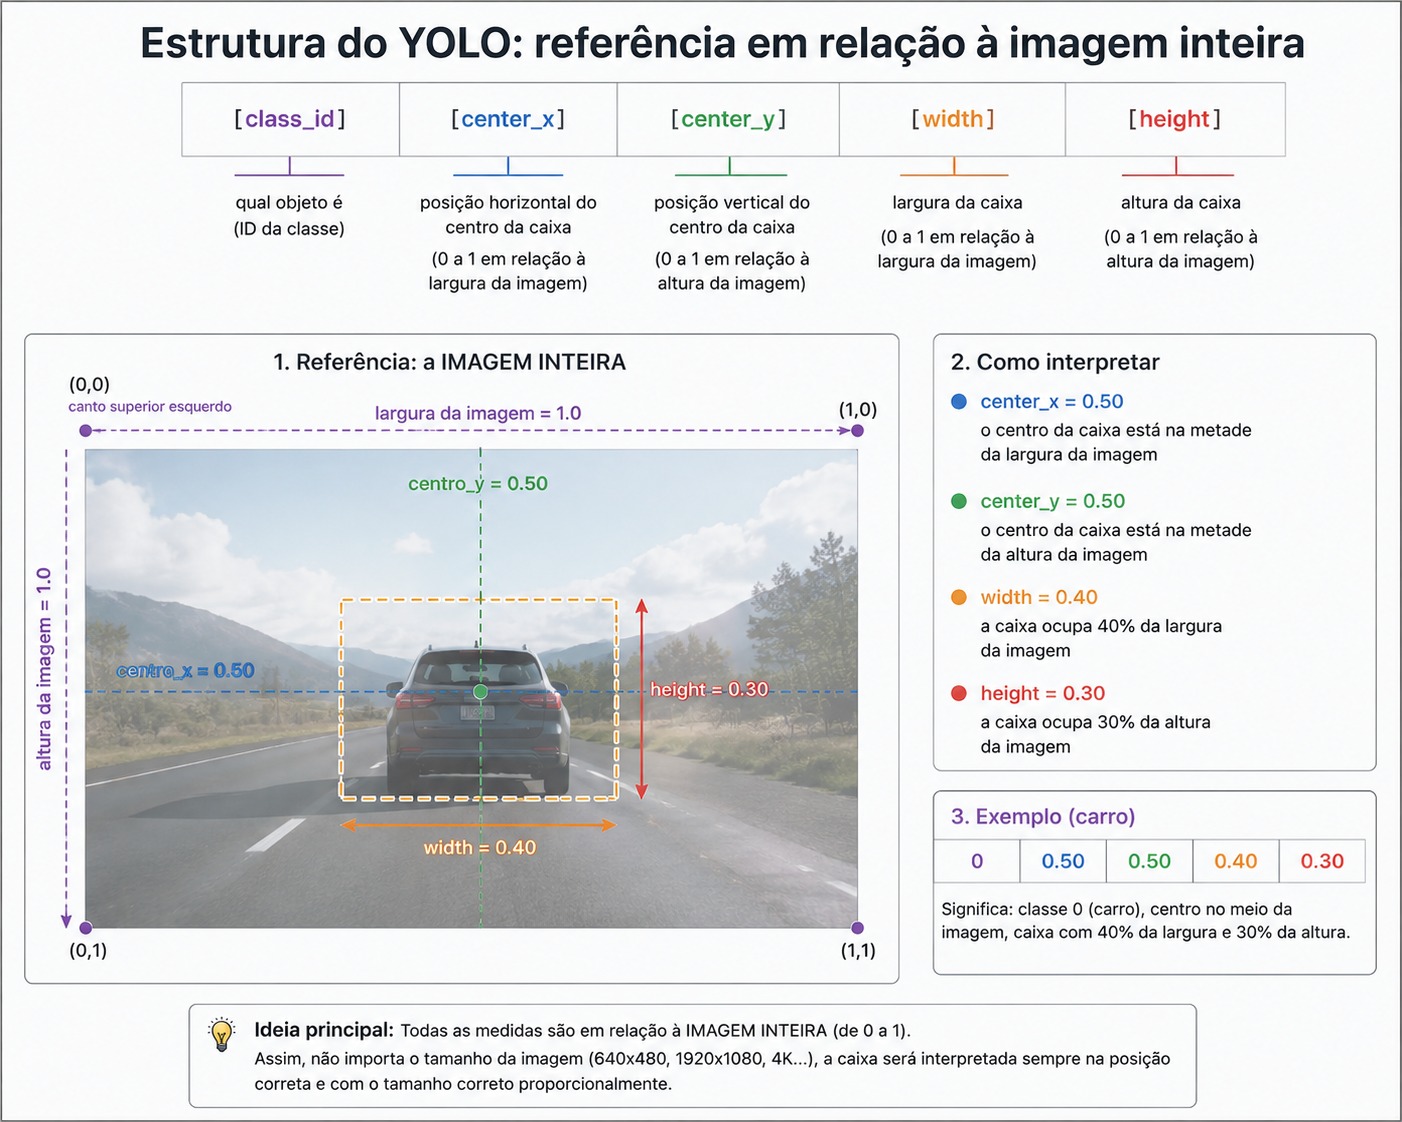 Estrutura do YOLO: referência em relação à imagem inteira
[class_id]
[center_x]
[center_y]
[width]
[height]
qual objeto é
(ID da classe)
posição horizontal do
centro da caixa
(0 a 1 em relação à
largura da imagem)
posição vertical do
centro da caixa
(0 a 1 em relação à
altura da imagem)
largura da caixa
(0 a 1 em relação à
largura da imagem)
altura da caixa
(0 a 1 em relação à
altura da imagem)
1. Referência: a IMAGEM INTEIRA
(0,0)
canto superior esquerdo
largura da imagem = 1.0
(1,0)
altura da imagem = 1.0
centro_y = 0.50
centro_x = 0.50
height = 0.30
width = 0.40
(0,1)
(1,1)
2. Como interpretar
center_x = 0.50
o centro da caixa está na metade
da largura da imagem
center_y = 0.50
o centro da caixa está na metade
da altura da imagem
width = 0.40
a caixa ocupa 40% da largura
da imagem
height = 0.30
a caixa ocupa 30% da altura
da imagem
3. Exemplo (carro)
0 0.50 0.50 0.40 0.30
Significa: classe 0 (carro), centro no meio da
imagem, caixa com 40% da largura e 30% da altura.
Ideia principal: Todas as medidas são em relação à IMAGEM INTEIRA (de 0 a 1).
Assim, não importa o tamanho da imagem (640x480, 1920x1080, 4K...), a caixa será interpretada sempre na posição
correta e com o tamanho correto proporcionalmente.